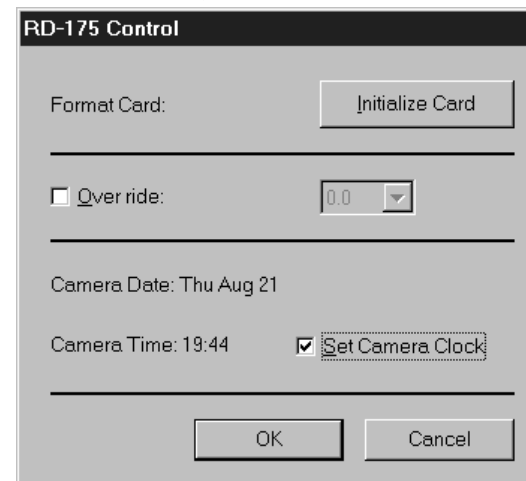 RD-175 Control
Format Card: Initialize Card
Over ride: 0.0
Camera Date: Thu Aug 21
Camera Time: 19:44 Set Camera Clock
OK Cancel